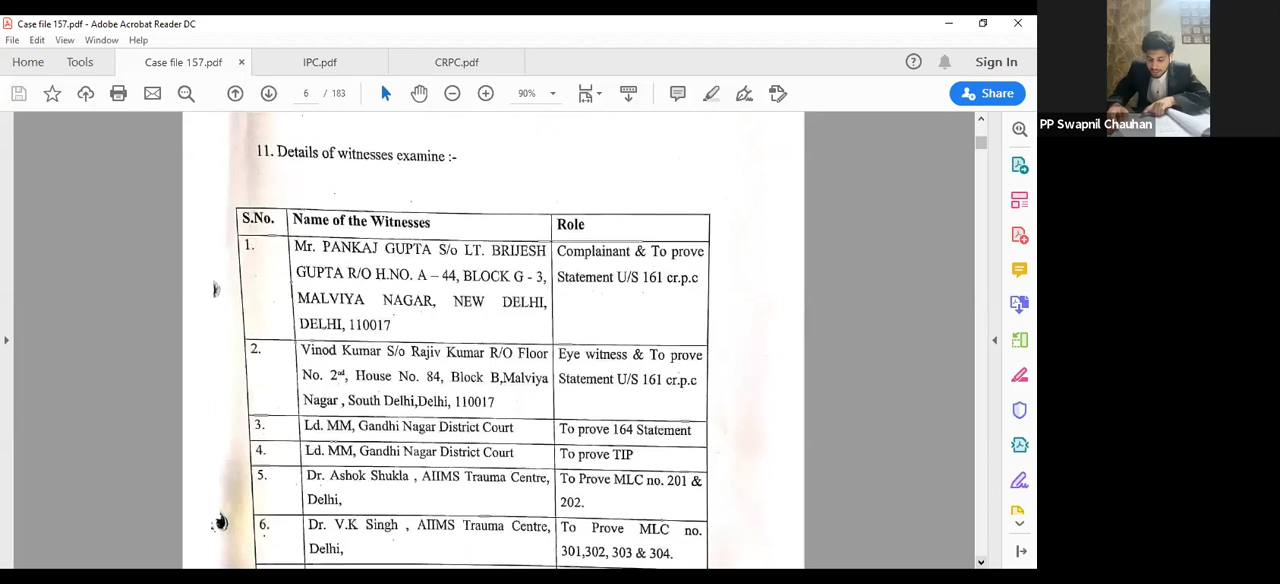 Case file 157.pdf - Adobe Acrobat Reader DC
File Edit View Window Help
Home Tools Case file 157.pdf × IPC.pdf CRPC.pdf Sign In
6 / 183 90% Share
PP Swapnil Chauhan
11. Details of witnesses examine :-
S.No. Name of the Witnesses Role
1. Mr. PANKAJ GUPTA S/o LT. BRIJESH Complainant & To prove
GUPTA R/O H.NO. A – 44, BLOCK G - 3, Statement U/S 161 cr.p.c
MALVIYA NAGAR, NEW DELHI,
DELHI, 110017
2. Vinod Kumar S/o Rajiv Kumar R/O Floor Eye witness & To prove
No. 2nd, House No. 84, Block B,Malviya Statement U/S 161 cr.p.c
Nagar , South Delhi,Delhi, 110017
3. Ld. MM, Gandhi Nagar District Court To prove 164 Statement
4. Ld. MM, Gandhi Nagar District Court To prove TIP
5. Dr. Ashok Shukla , AIIMS Trauma Centre, To Prove MLC no. 201 &
Delhi, 202.
6. Dr. V.K Singh , AIIMS Trauma Centre, To Prove MLC no.
Delhi, 301,302, 303 & 304.